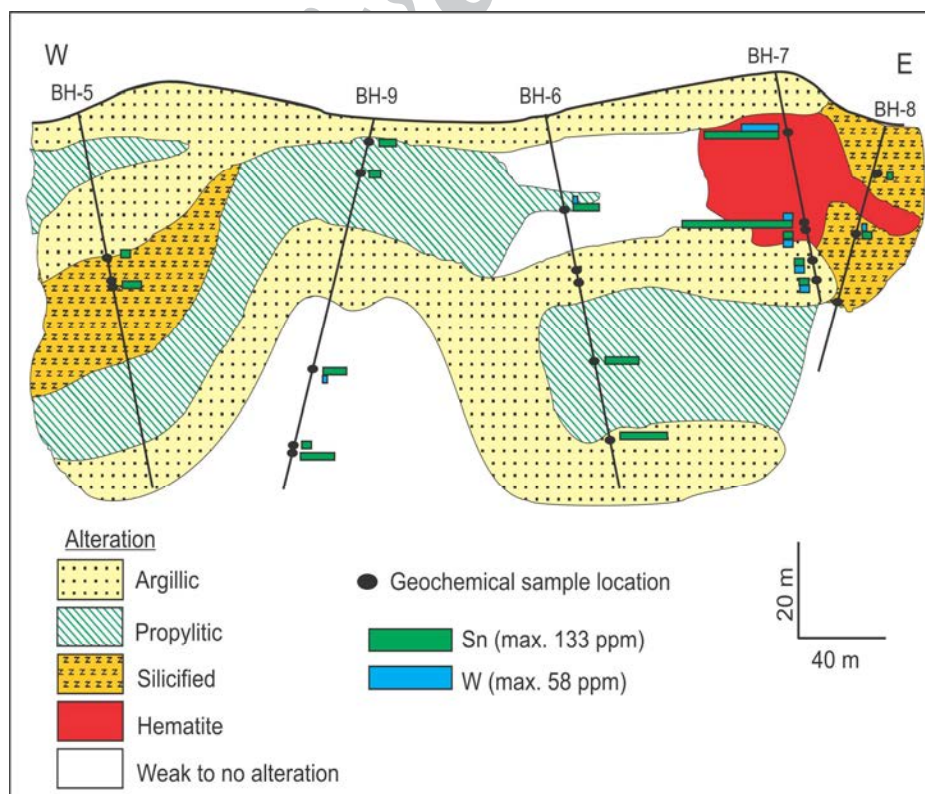 W
E
BH-5
BH-9
BH-6
BH-7
BH-8
Alteration
Argillic
Propylitic
Silicified
Hematite
Weak to no alteration
Geochemical sample location
Sn (max. 133 ppm)
W (max. 58 ppm)
20 m
40 m